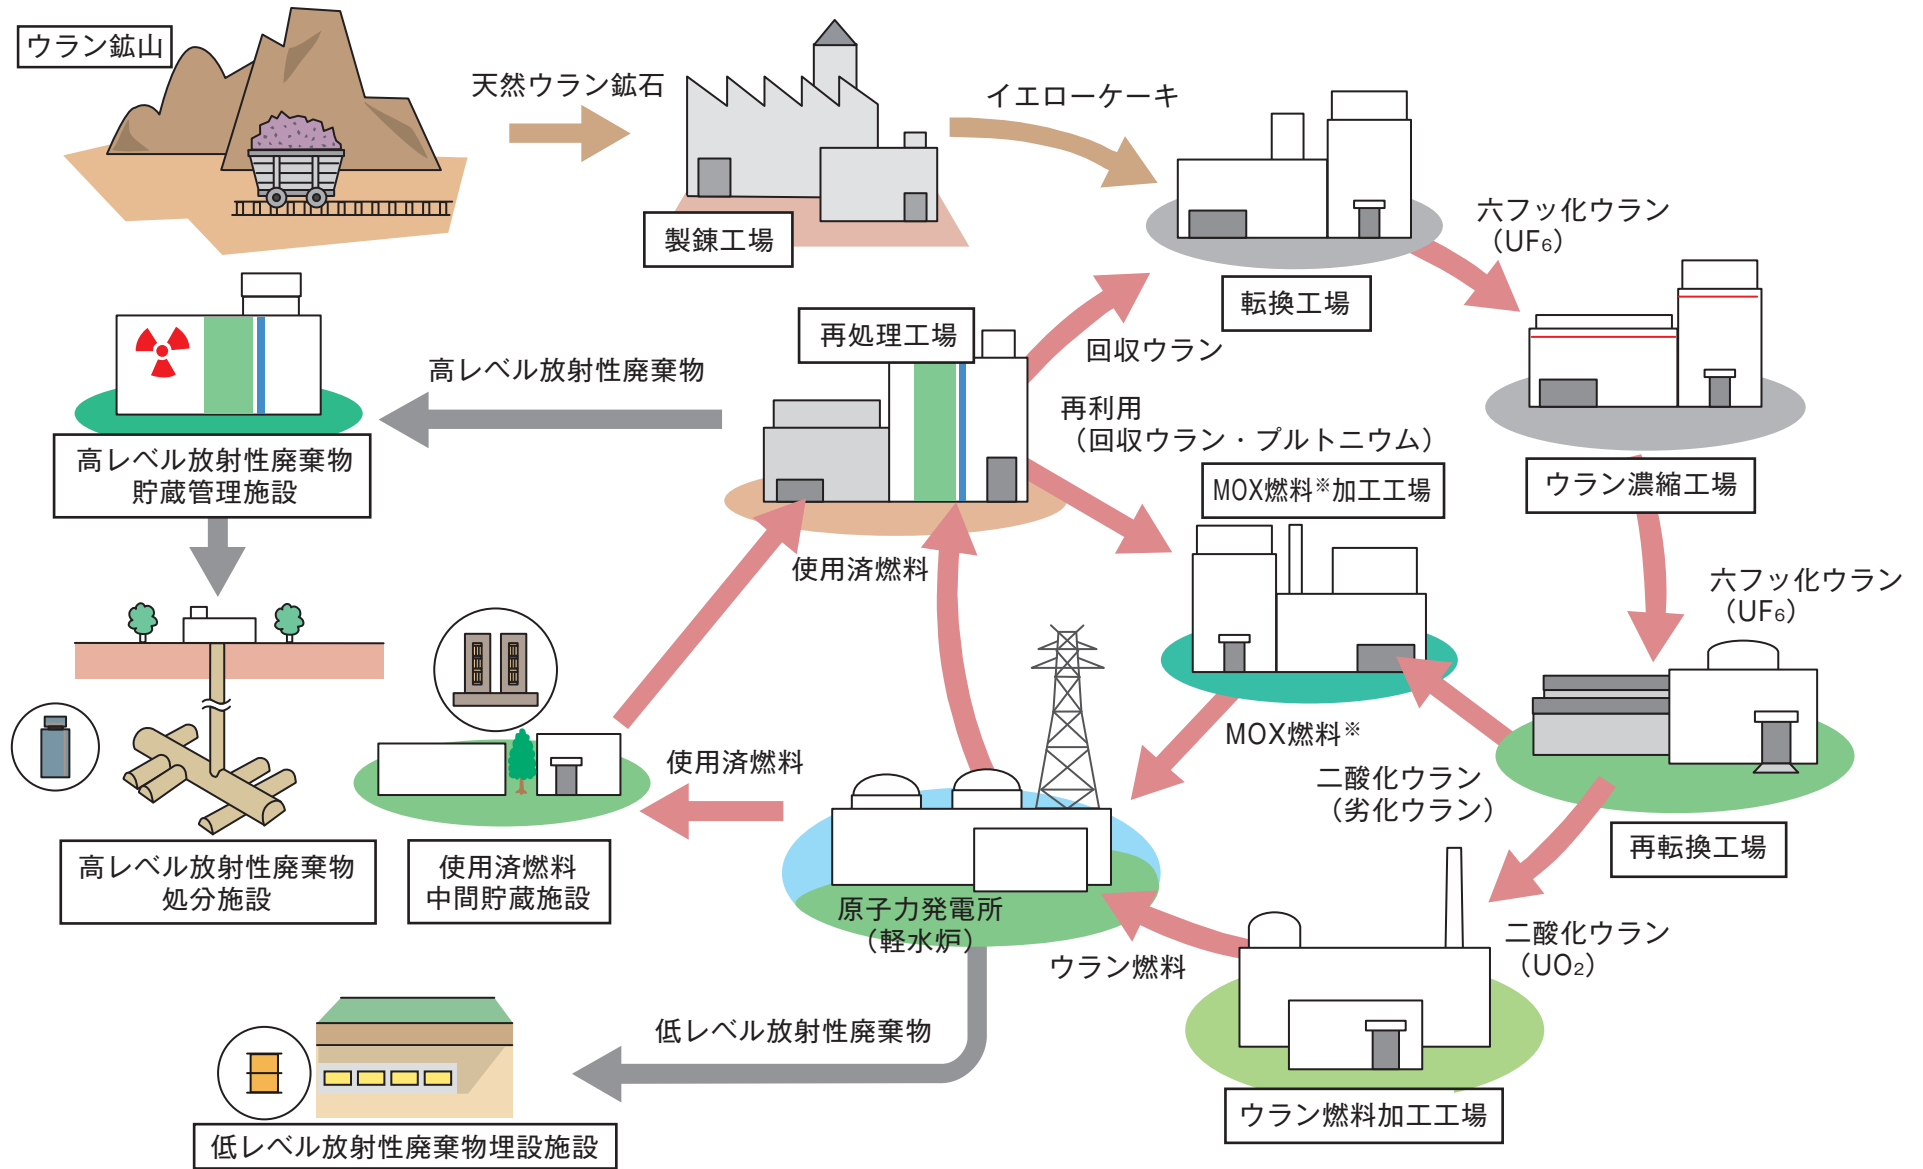 ウラン鉱山
天然ウラン鉱石
イエローケーキ
製錬工場
六フッ化ウラン
（UF₆）
転換工場
再処理工場
回収ウラン
高レベル放射性廃棄物
再利用
（回収ウラン・プルトニウム）
高レベル放射性廃棄物
貯蔵管理施設
MOX燃料※加工工場
ウラン濃縮工場
使用済燃料
六フッ化ウラン
（UF₆）
MOX燃料※
使用済燃料
二酸化ウラン
（劣化ウラン）
再転換工場
高レベル放射性廃棄物
処分施設
使用済燃料
中間貯蔵施設
原子力発電所
（軽水炉）
二酸化ウラン
（UO₂）
ウラン燃料
低レベル放射性廃棄物
ウラン燃料加工工場
低レベル放射性廃棄物埋設施設